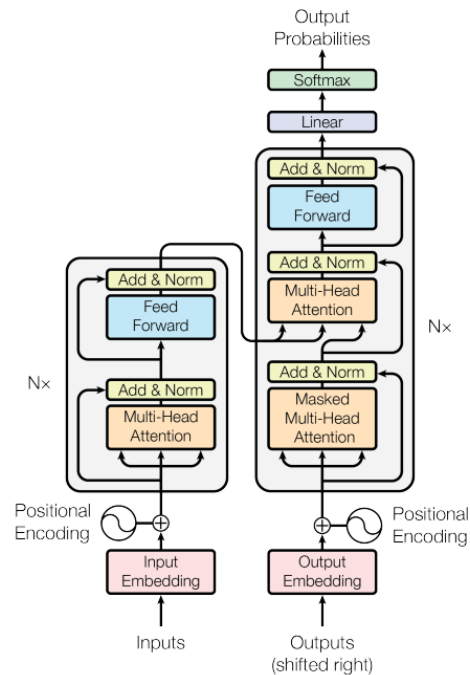 Output
Probabilities
Softmax
Linear
Add & Norm
Feed
Forward
Add & Norm
Multi-Head
Attention
Nx
Add & Norm
Masked
Multi-Head
Attention
Add & Norm
Feed
Forward
Nx
Add & Norm
Multi-Head
Attention
Positional
Encoding
Positional
Encoding
Input
Embedding
Output
Embedding
Inputs
Outputs
(shifted right)